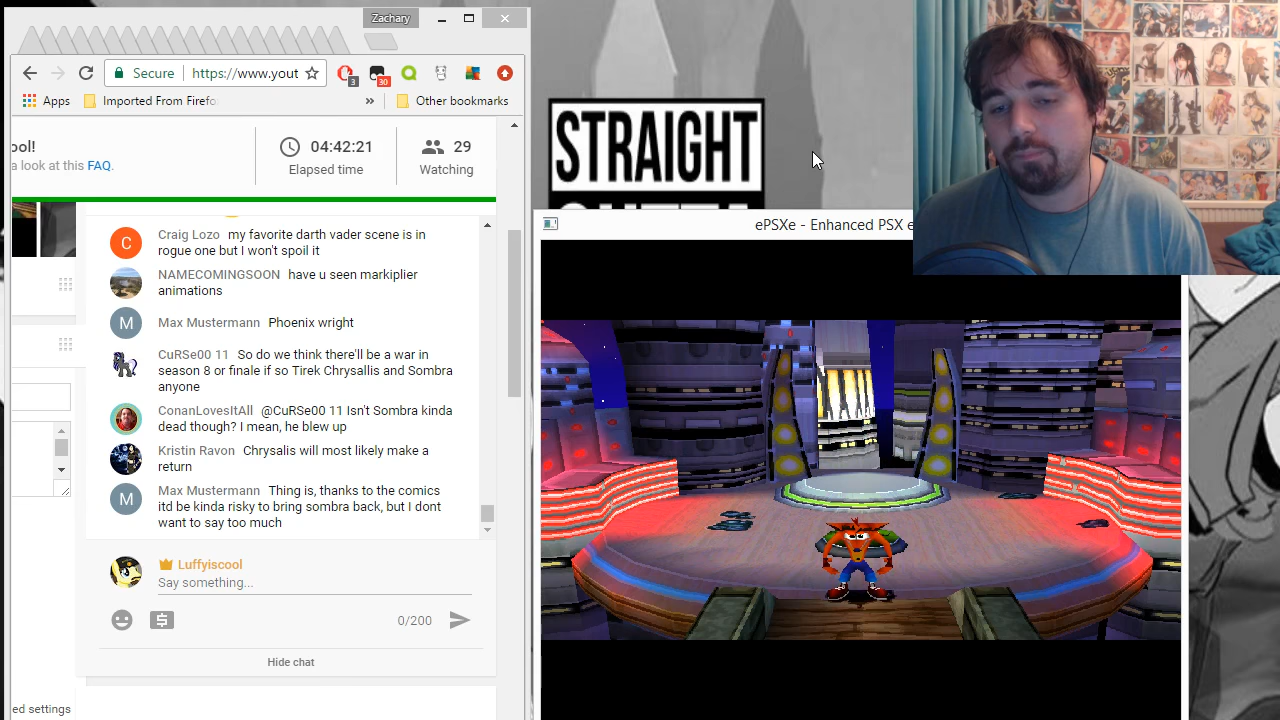 Zachary
Secure https://www.yout
3
30
Apps Imported From Firefo
» Other bookmarks
ool!
a look at this FAQ.
04:42:21
Elapsed time
29
Watching
STRAIGHT
ePSXe - Enhanced PSX e
C
Craig Lozo my favorite darth vader scene is in
rogue one but I won't spoil it
NAMECOMINGSOON have u seen markiplier
animations
M
Max Mustermann Phoenix wright
CuRSe00 11 So do we think there'll be a war in
season 8 or finale if so Tirek Chrysallis and sombra
anyone
ConanLovesItAll @CuRSe00 11 Isn't Sombra kinda
dead though? I mean, he blew up
Kristin Ravon Chrysalis will most likely make a
return
M
Max Mustermann Thing is, thanks to the comics
itd be kinda risky to bring sombra back, but I dont
want to say too much
Luffyiscool
Say something...
0/200
Hide chat
ed settings